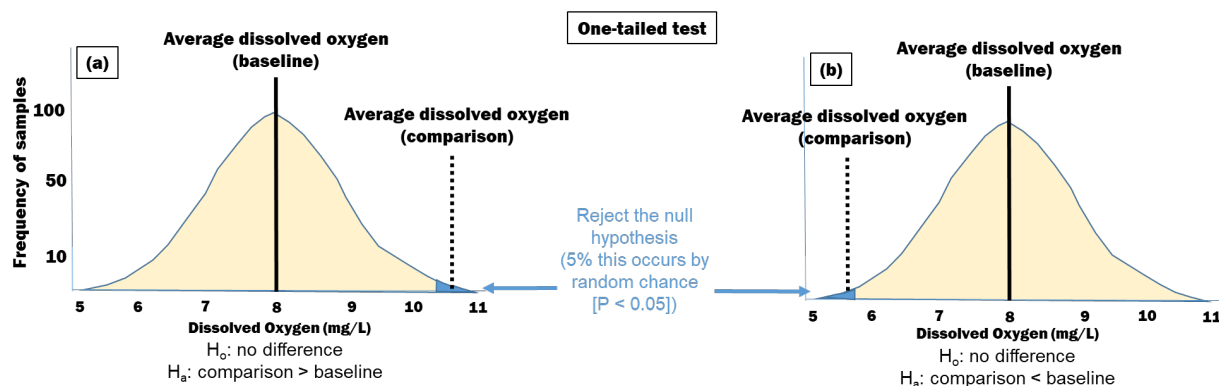 One-tailed test
(a)
Average dissolved oxygen
(baseline)
Average dissolved oxygen
(comparison)
Frequency of samples
100
50
10
5 6 7 8 9 10 11
Dissolved Oxygen (mg/L)
Ho: no difference
Ha: comparison > baseline
Reject the null
hypothesis
(5% this occurs by
random chance
[P < 0.05])
(b)
Average dissolved oxygen
(baseline)
Average dissolved oxygen
(comparison)
5 6 7 8 9 10 11
Dissolved Oxygen (mg/L)
Ho: no difference
Ha: comparison < baseline